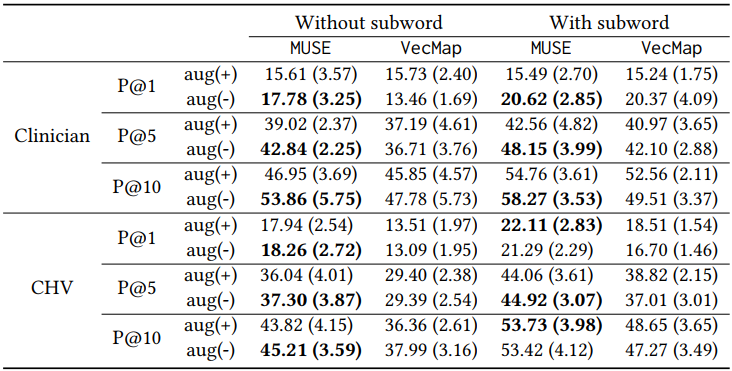 Without subword With subword
MUSE VecMap MUSE VecMap
Clinician P@1 aug(+) 15.61 (3.57) 15.73 (2.40) 15.49 (2.70) 15.24 (1.75)
aug(-) 17.78 (3.25) 13.46 (1.69) 20.62 (2.85) 20.37 (4.09)
P@5 aug(+) 39.02 (2.37) 37.19 (4.61) 42.56 (4.82) 40.97 (3.65)
aug(-) 42.84 (2.25) 36.71 (3.76) 48.15 (3.99) 42.10 (2.88)
P@10 aug(+) 46.95 (3.69) 45.85 (4.57) 54.76 (3.61) 52.56 (2.11)
aug(-) 53.86 (5.75) 47.78 (5.73) 58.27 (3.53) 49.51 (3.37)
CHV P@1 aug(+) 17.94 (2.54) 13.51 (1.97) 22.11 (2.83) 18.51 (1.54)
aug(-) 18.26 (2.72) 13.09 (1.95) 21.29 (2.29) 16.70 (1.46)
P@5 aug(+) 36.04 (4.01) 29.40 (2.38) 44.06 (3.61) 38.82 (2.15)
aug(-) 37.30 (3.87) 29.39 (2.54) 44.92 (3.07) 37.01 (3.01)
P@10 aug(+) 43.82 (4.15) 36.36 (2.61) 53.73 (3.98) 48.65 (3.65)
aug(-) 45.21 (3.59) 37.99 (3.16) 53.42 (4.12) 47.27 (3.49)